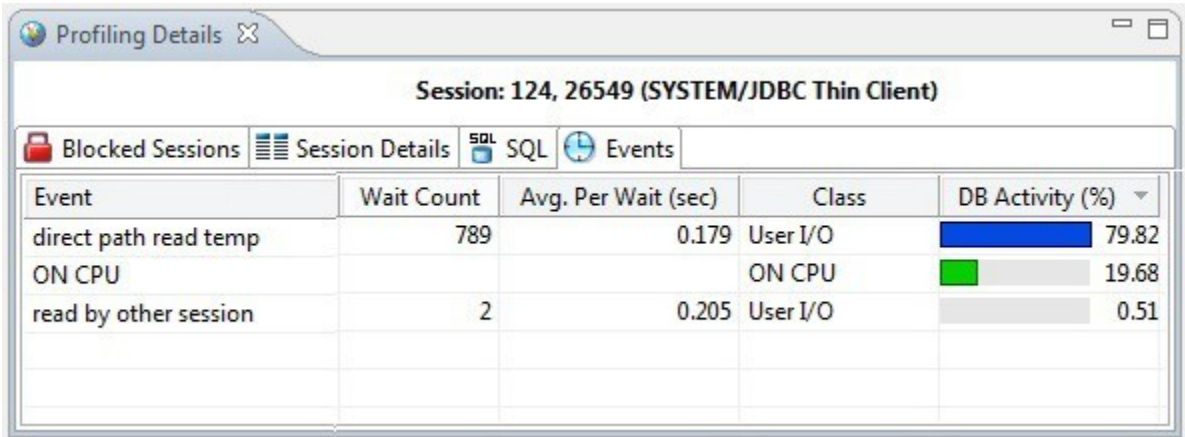 Profiling Details
Session: 124, 26549 (SYSTEM/JDBC Thin Client)
Blocked Sessions Session Details SQL SQL Events
Event Wait Count Avg. Per Wait (sec) Class DB Activity (%)
direct path read temp 789 0.179 User I/O 79.82
ON CPU ON CPU 19.68
read by other session 2 0.205 User I/O 0.51